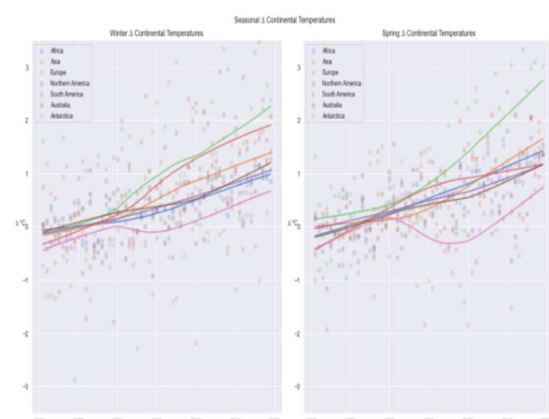 Seasonal Δ Continental Temperatures
Winter Δ Continental Temperatures
Africa
Asia
Europe
Northern America
South America
Australia
Antarctica
Δ °C
3
2
1
0
-1
-2
-3
Spring Δ Continental Temperatures
Africa
Asia
Europe
Northern America
South America
Australia
Antarctica
Δ °C
3
2
1
0
-1
-2
-3